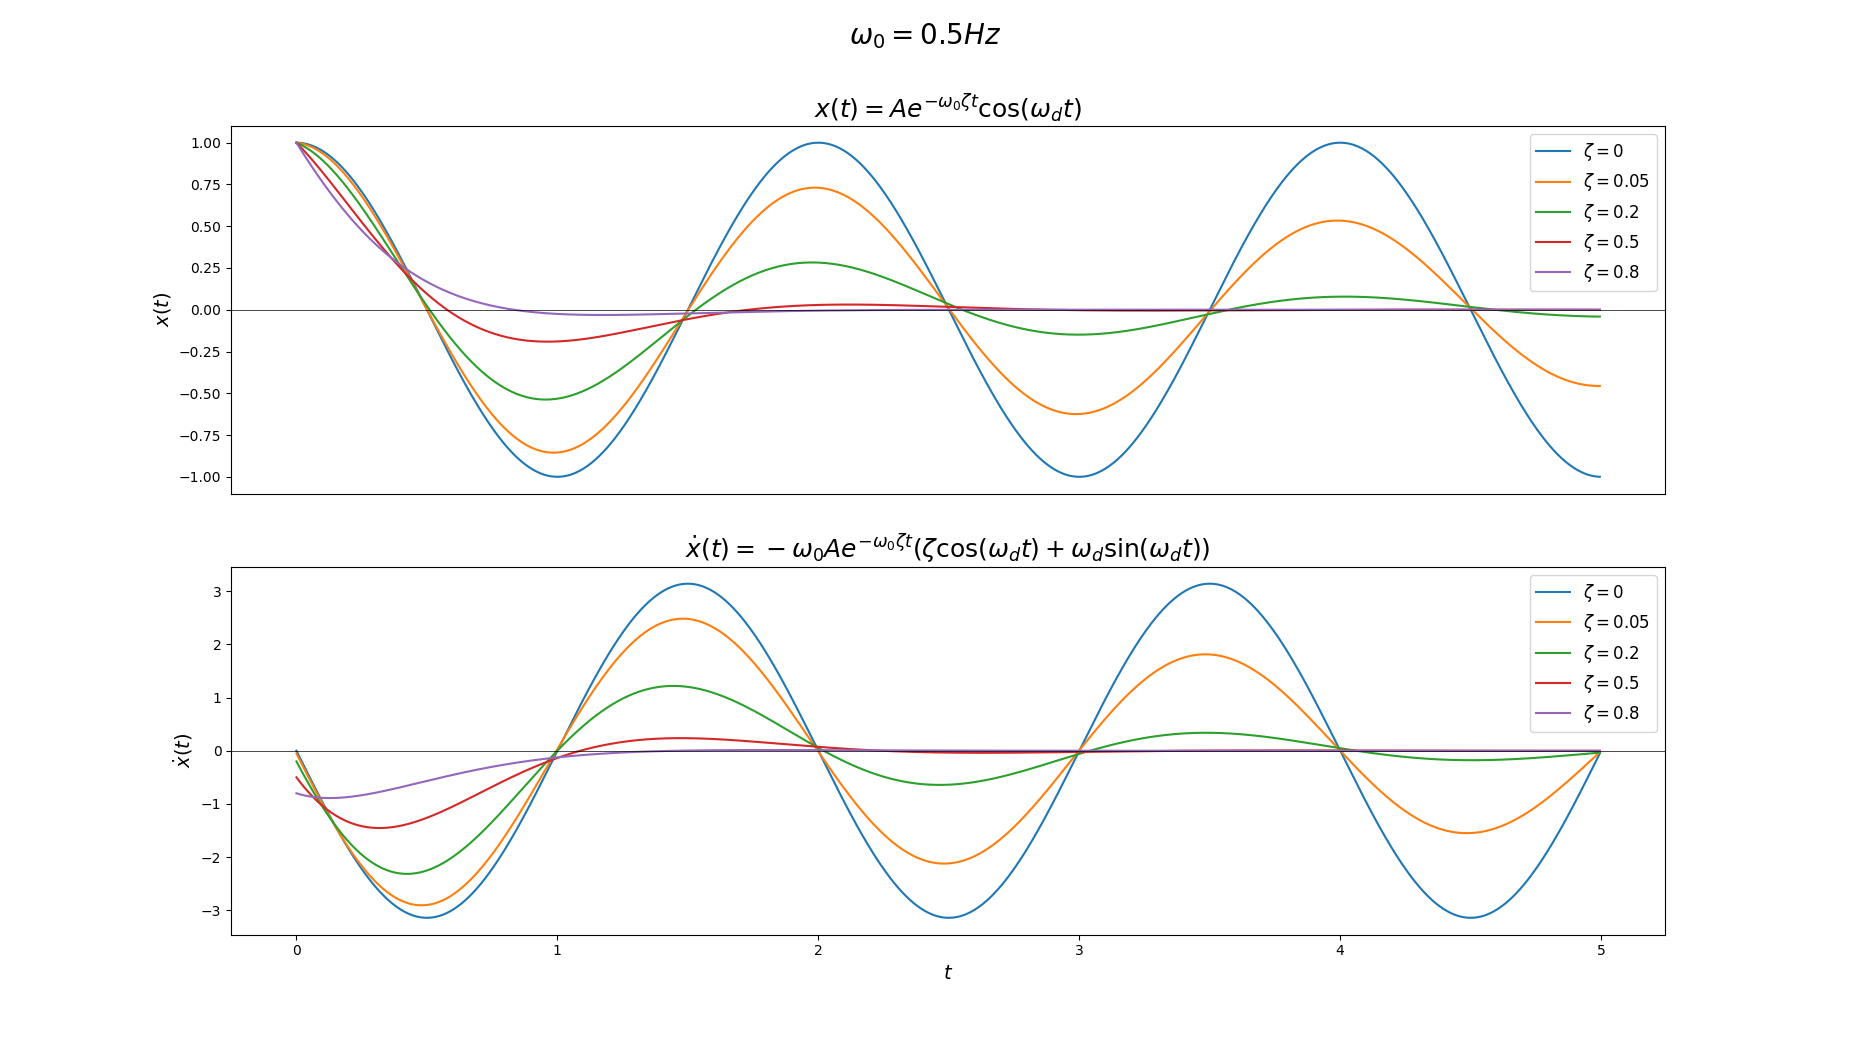 ω₀ = 0.5Hz
x(t) = Ae^{−ω₀ζt}cos(ω_d t)
1.00
0.75
0.50
0.25
0.00
−0.25
−0.50
−0.75
−1.00
x(t)
ζ = 0
ζ = 0.05
ζ = 0.2
ζ = 0.5
ζ = 0.8
ẋ(t) = −ω₀Ae^{−ω₀ζt}(ζcos(ω_d t) + ω_d sin(ω_d t))
3
2
1
0
−1
−2
−3
ẋ(t)
ζ = 0
ζ = 0.05
ζ = 0.2
ζ = 0.5
ζ = 0.8
0 1 2 3 4 5
t